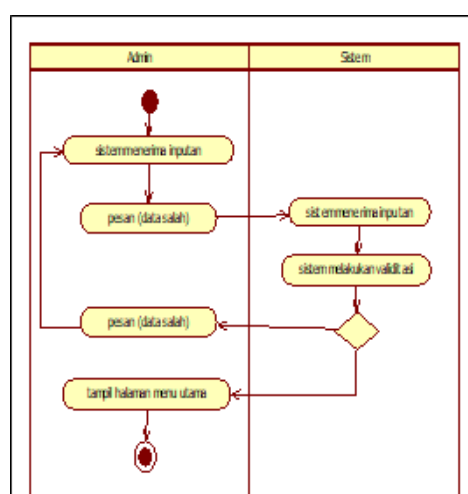 Admin
Sistem
sistem menerima inputan
pesan (data salah)
sistem menerima inputan
sistem melakukan validitasi
pesan (data salah)
tampil halaman menu utama